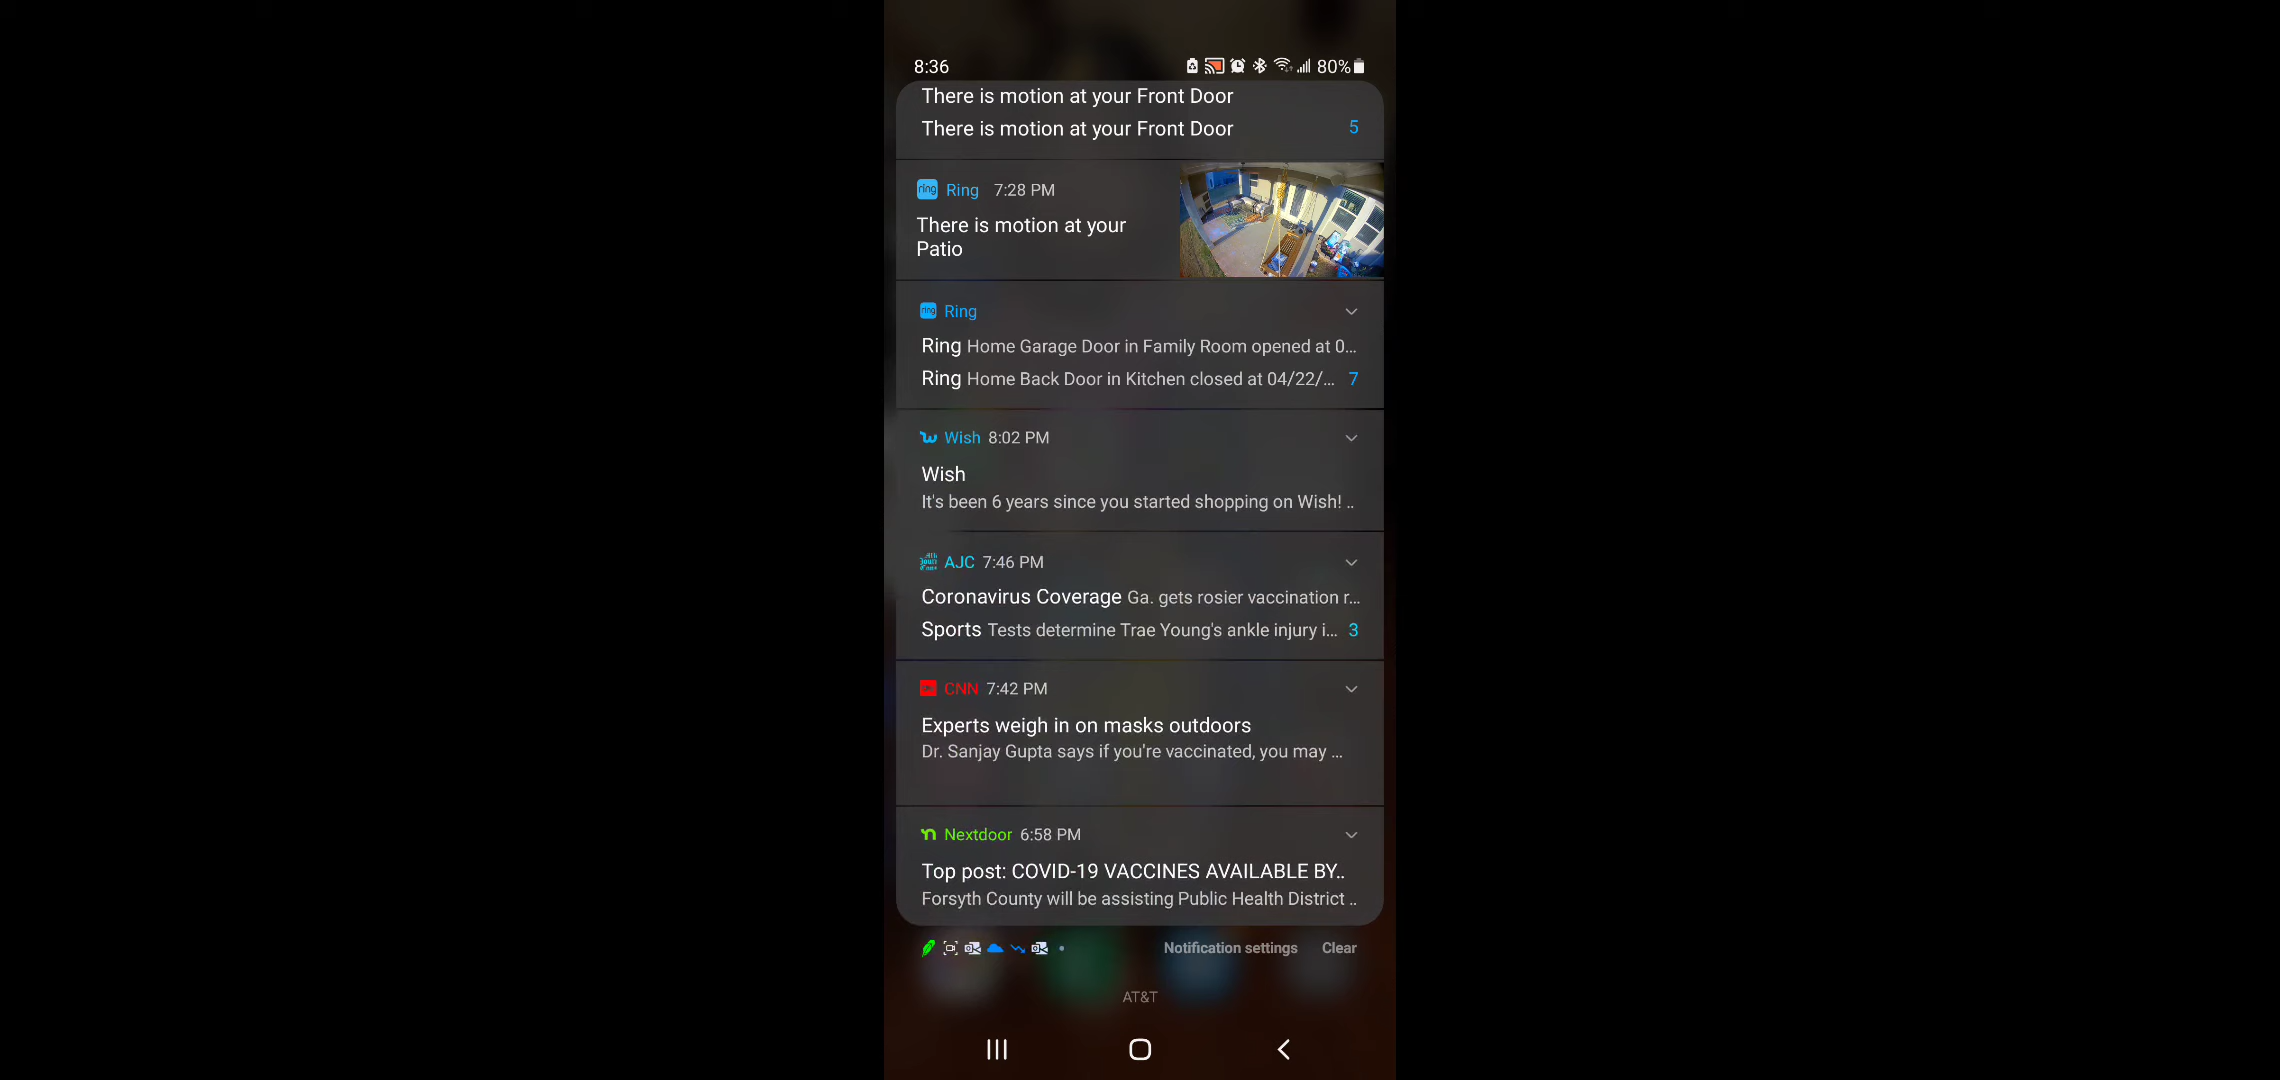 8:36
80%
There is motion at your Front Door
There is motion at your Front Door 5
ring Ring 7:28 PM
There is motion at your
Patio
ring Ring
Ring Home Garage Door in Family Room opened at 0...
Ring Home Back Door in Kitchen closed at 04/22/... 7
Wish 8:02 PM
Wish
It's been 6 years since you started shopping on Wish! ..
AJC 7:46 PM
Coronavirus Coverage Ga. gets rosier vaccination r...
Sports Tests determine Trae Young's ankle injury i... 3
CNN 7:42 PM
Experts weigh in on masks outdoors
Dr. Sanjay Gupta says if you're vaccinated, you may ...
Nextdoor 6:58 PM
Top post: COVID-19 VACCINES AVAILABLE BY..
Forsyth County will be assisting Public Health District ..
Notification settings Clear
AT&T